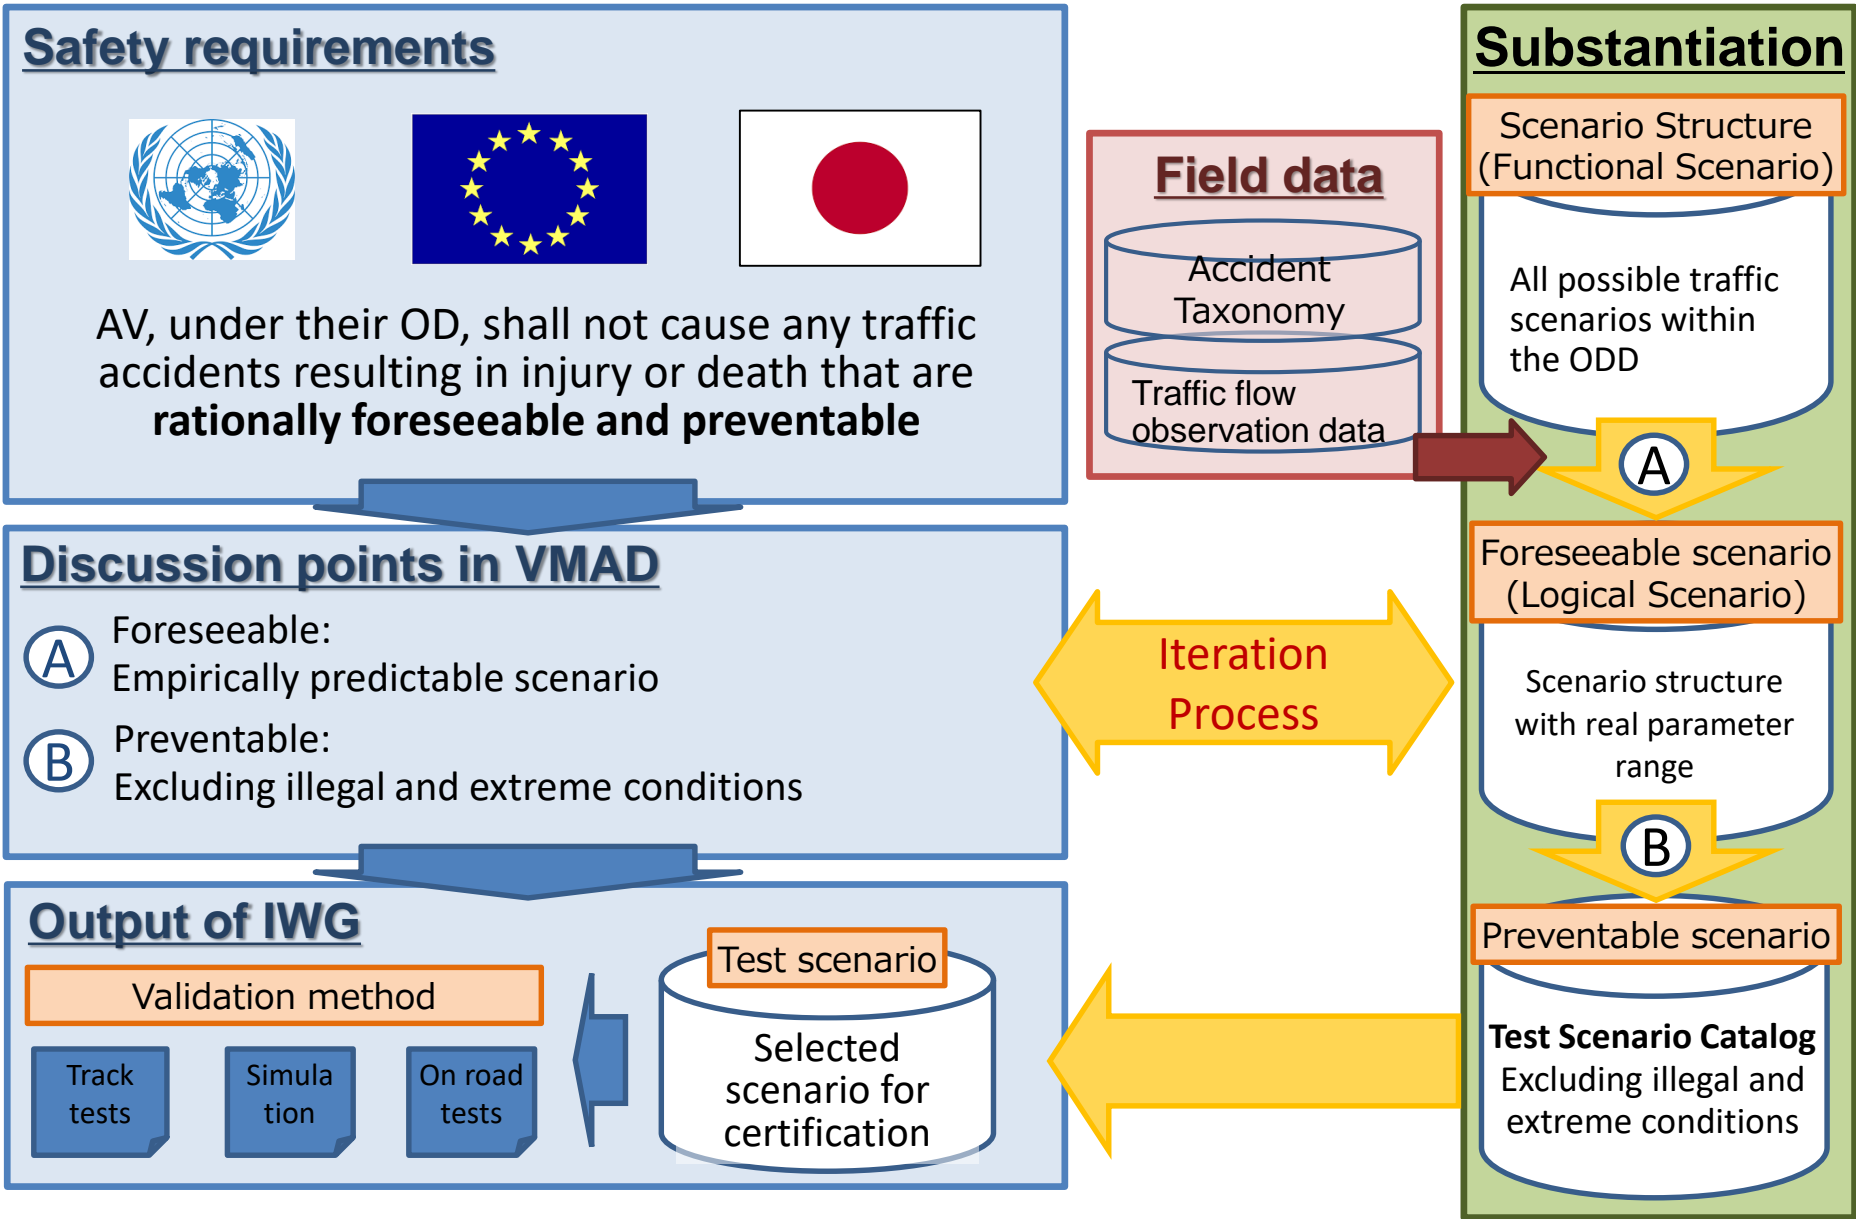 Safety requirements
AV, under their OD, shall not cause any traffic
accidents resulting in injury or death that are
rationally foreseeable and preventable
Discussion points in VMAD
A
Foreseeable:
Empirically predictable scenario
B
Preventable:
Excluding illegal and extreme conditions
Output of IWG
Validation method
Track
tests
Simula
tion
On road
tests
Test scenario
Selected
scenario for
certification
Field data
Accident
Taxonomy
Traffic flow
observation data
Iteration
Process
Substantiation
Scenario Structure
(Functional Scenario)
All possible traffic
scenarios within
the ODD
A
Foreseeable scenario
(Logical Scenario)
Scenario structure
with real parameter
range
B
Preventable scenario
Test Scenario Catalog
Excluding illegal and
extreme conditions